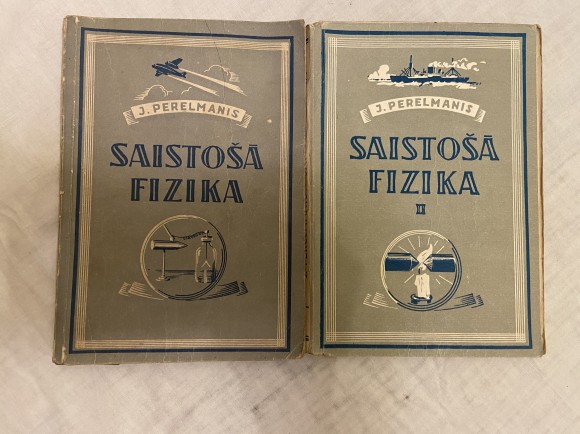 J. PERELMANIS
SAISTOŠĀ
FIZIKA
J. PERELMANIS
SAISTOŠĀ
FIZIKA
II